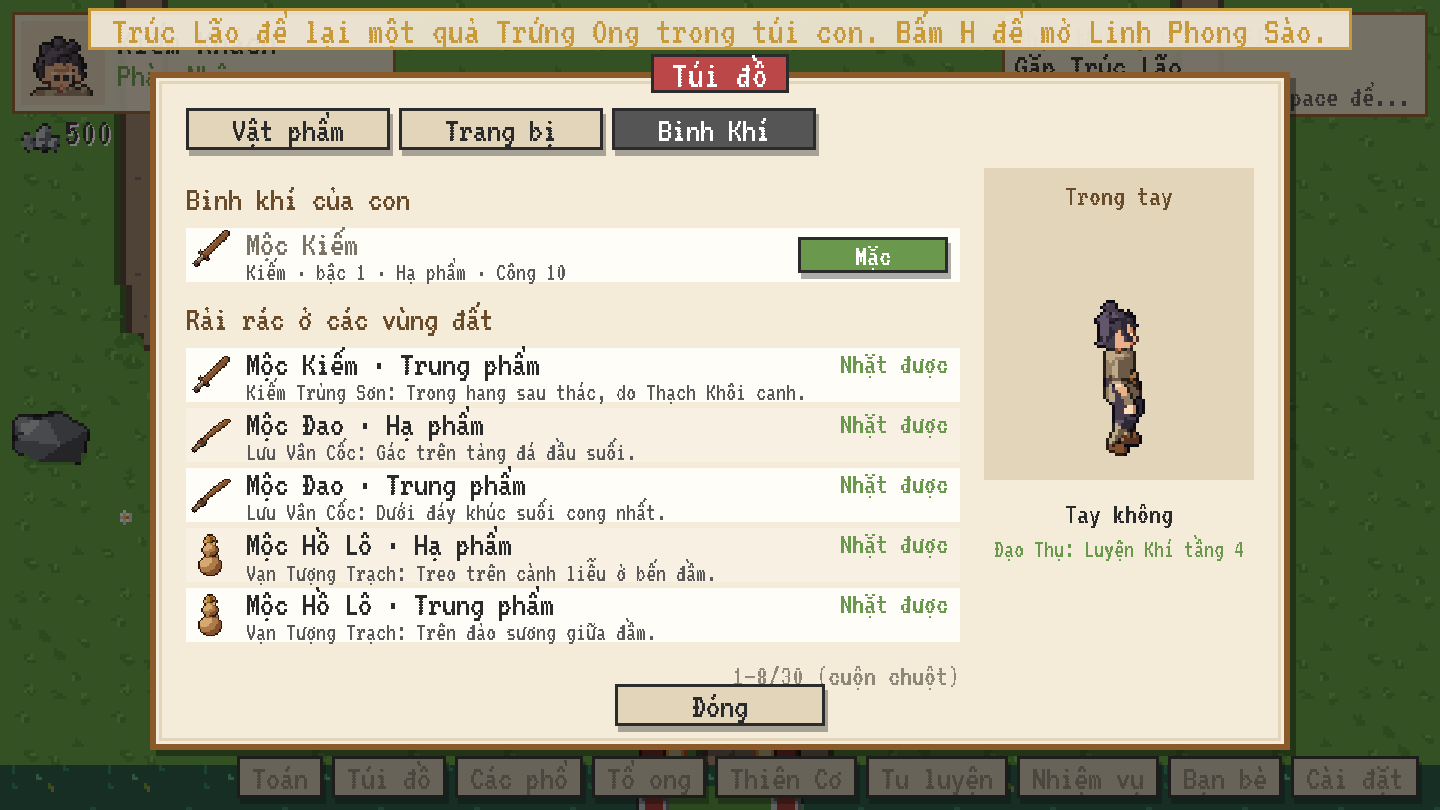 Trúc Lão để lại một quả Trứng Ong trong túi con. Bấm H để mở Linh Phong Sào.
Gặp Trúc Lão
pace để...
500
Túi đồ
Vật phẩm
Trang bị
Binh Khí
Binh khí của con
Mộc Kiếm
Kiếm · bậc 1 · Hạ phẩm · Công 10
Mặc
Rải rác ở các vùng đất
Mộc Kiếm · Trung phẩm
Nhặt được
Kiếm Trủng Sơn: Trong hang sau thác, do Thạch Khôi canh.
Mộc Đao · Hạ phẩm
Nhặt được
Lưu Vân Cốc: Gác trên tảng đá đầu suối.
Mộc Đao · Trung phẩm
Nhặt được
Lưu Vân Cốc: Dưới đáy khúc suối cong nhất.
Mộc Hồ Lô · Hạ phẩm
Nhặt được
Vạn Tượng Trạch: Treo trên cành liễu ở bến đầm.
Mộc Hồ Lô · Trung phẩm
Nhặt được
Vạn Tượng Trạch: Trên đảo sương giữa đầm.
1-8/30 (cuộn chuột)
Trong tay
Tay không
Đạo Thụ: Luyện Khí tầng 4
Đóng
Toán
Túi đồ
Các phổ
Tổ ong
Thiên Cơ
Tu luyện
Nhiệm vụ
Bạn bè
Cài đặt